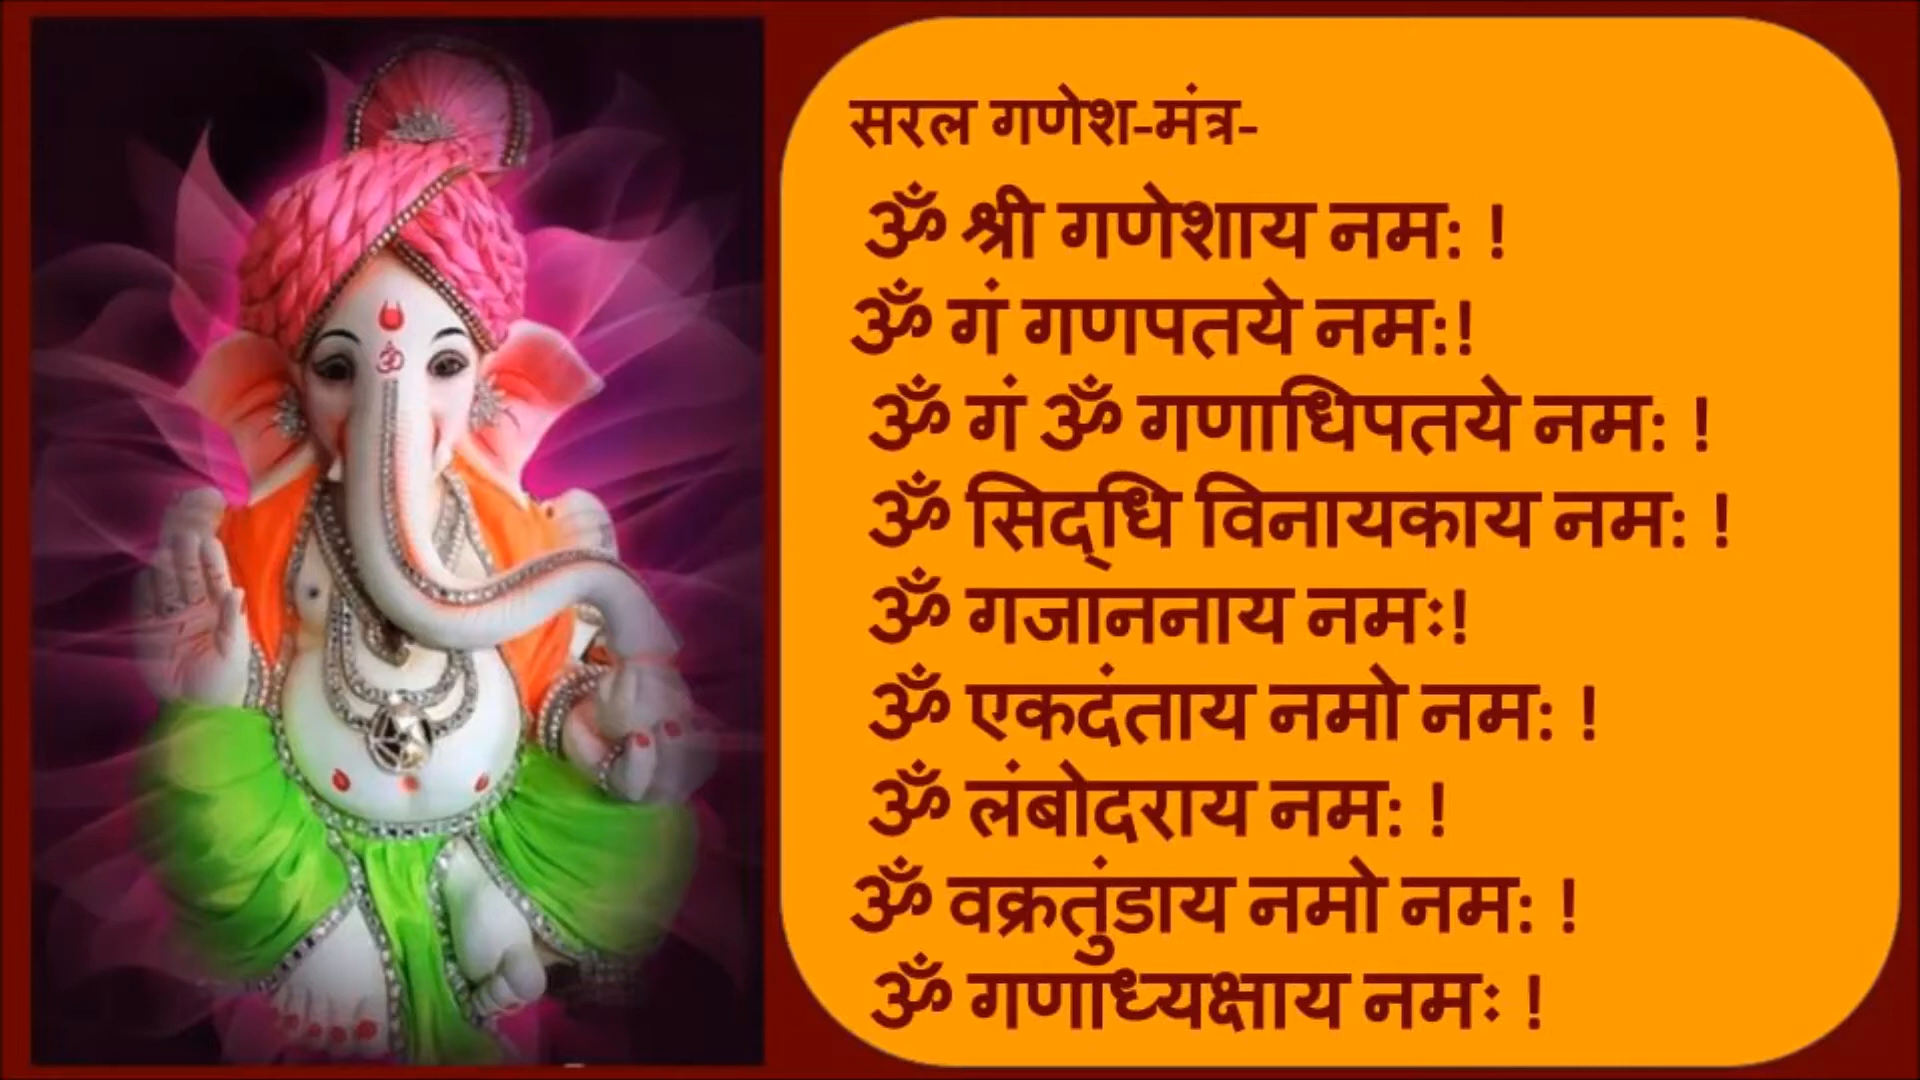 सरल गणेश-मंत्र-
ॐ श्री गणेशाय नम: !
ॐ गं गणपतये नम:!
ॐ गं ॐ गणाधिपतये नम: !
ॐ सिद्‌धि विनायकाय नम: !
ॐ गजाननाय नमः!
ॐ एकदंताय नमो नम: !
ॐ लंबोदराय नम: !
ॐ वक्रतुंडाय नमो नम: !
ॐ गणाध्यक्षाय नमः !
ॐ